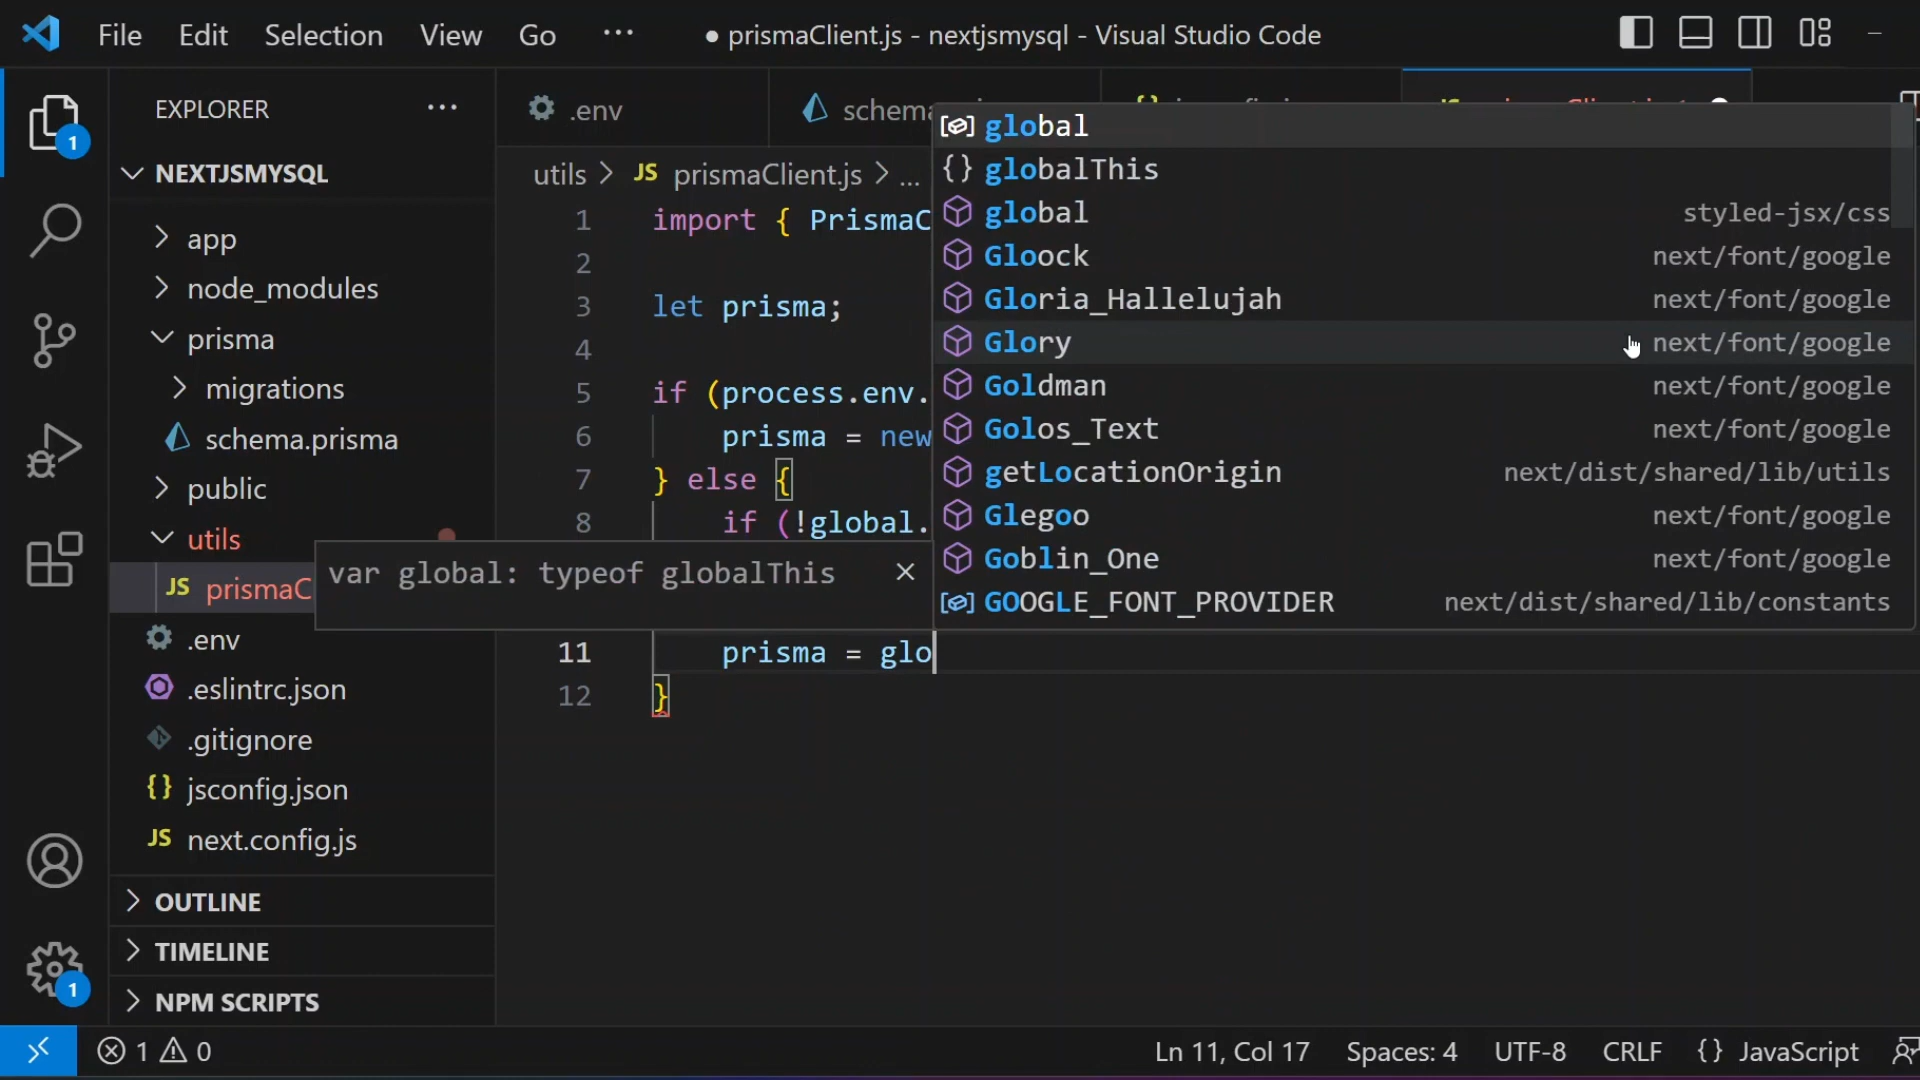 File Edit Selection View Go ··· ● prismaClient.js - nextjsmysql - Visual Studio Code
EXPLORER ···
NEXTJSMYSQL
app
node_modules
prisma
migrations
schema.prisma
public
utils
JS prismaC
.env
.eslintrc.json
.gitignore
{} jsconfig.json
JS next.config.js
OUTLINE
TIMELINE
NPM SCRIPTS
1
1
.env
schema
utils > JS prismaClient.js > ...
1 import { PrismaC
2
3 let prisma;
4
5 if (process.env.
6 prisma = new
7 } else {
8 if (!global.
11 prisma = glo
12 }
var global: typeof globalThis ×
global
{} globalThis
global styled-jsx/css
Gloock next/font/google
Gloria_Hallelujah next/font/google
Glory next/font/google
Goldman next/font/google
Golos_Text next/font/google
getLocationOrigin next/dist/shared/lib/utils
Glegoo next/font/google
Goblin_One next/font/google
GOOGLE_FONT_PROVIDER next/dist/shared/lib/constants
1 0 Ln 11, Col 17 Spaces: 4 UTF-8 CRLF {} JavaScript